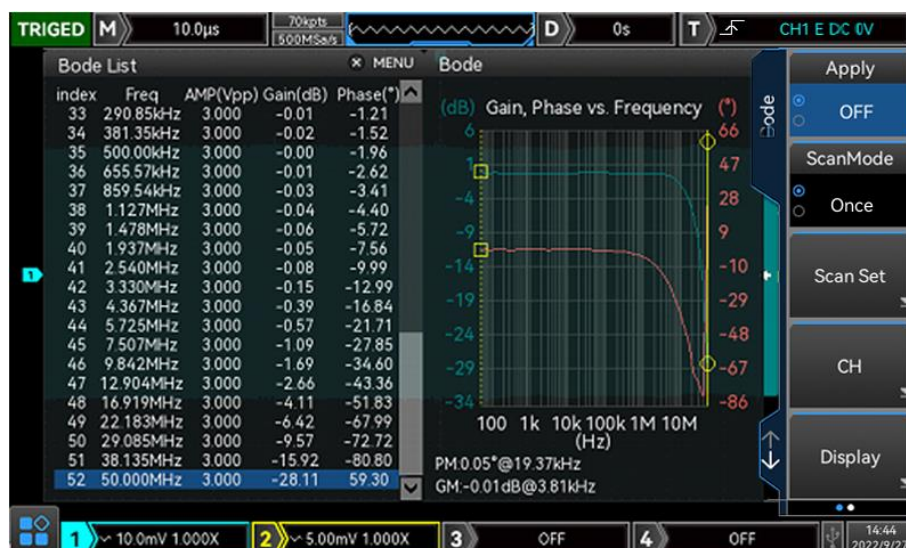 TRIGED M 10.0μs 70kpts 500MSa/s D 0s T CH1 E DC 0V
Bode List × MENU
index Freq AMP(Vpp) Gain(dB) Phase(°)
33 290.85kHz 3.000 -0.01 -1.21
34 381.35kHz 3.000 -0.02 -1.52
35 500.00kHz 3.000 -0.00 -1.96
36 655.57kHz 3.000 -0.01 -2.62
37 859.54kHz 3.000 -0.03 -3.41
38 1.127MHz 3.000 -0.04 -4.40
39 1.478MHz 3.000 -0.06 -5.72
40 1.937MHz 3.000 -0.05 -7.56
41 2.540MHz 3.000 -0.08 -9.99
42 3.330MHz 3.000 -0.15 -12.99
43 4.367MHz 3.000 -0.39 -16.84
44 5.725MHz 3.000 -0.57 -21.71
45 7.507MHz 3.000 -1.09 -27.85
46 9.842MHz 3.000 -1.69 -34.60
47 12.904MHz 3.000 -2.66 -43.36
48 16.919MHz 3.000 -4.11 -51.83
49 22.183MHz 3.000 -6.42 -67.99
50 29.085MHz 3.000 -9.57 -72.72
51 38.135MHz 3.000 -15.92 -80.80
52 50.000MHz 3.000 -28.11 59.30
Bode
(dB) Gain, Phase vs. Frequency (°)
6 66
1 47
-4 28
-9 9
-14 -10
-19 -29
-24 -48
-29 -67
-34 -86
100 1k 10k 100k 1M 10M
(Hz)
PM:0.05°@19.37kHz
GM:-0.01dB@3.81kHz
Bode
Apply
OFF
ScanMode
Once
Scan Set
CH
Display
1
1 10.0mV 1.000X 2 5.00mV 1.000X 3 OFF 4 OFF
14:44
2022/9/27